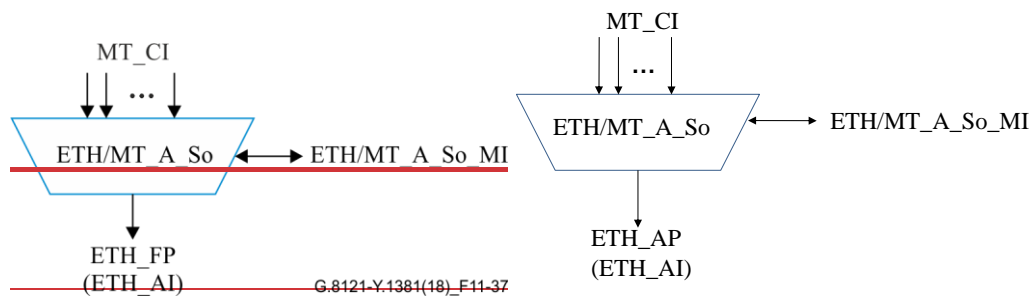 MT_CI
...
ETH/MT_A_So
ETH/MT_A_So_MI
ETH_FP
(ETH_AI)
G.8121-Y.1381(18)_F11-37
MT_CI
...
ETH/MT_A_So
ETH/MT_A_So_MI
ETH_AP
(ETH_AI)